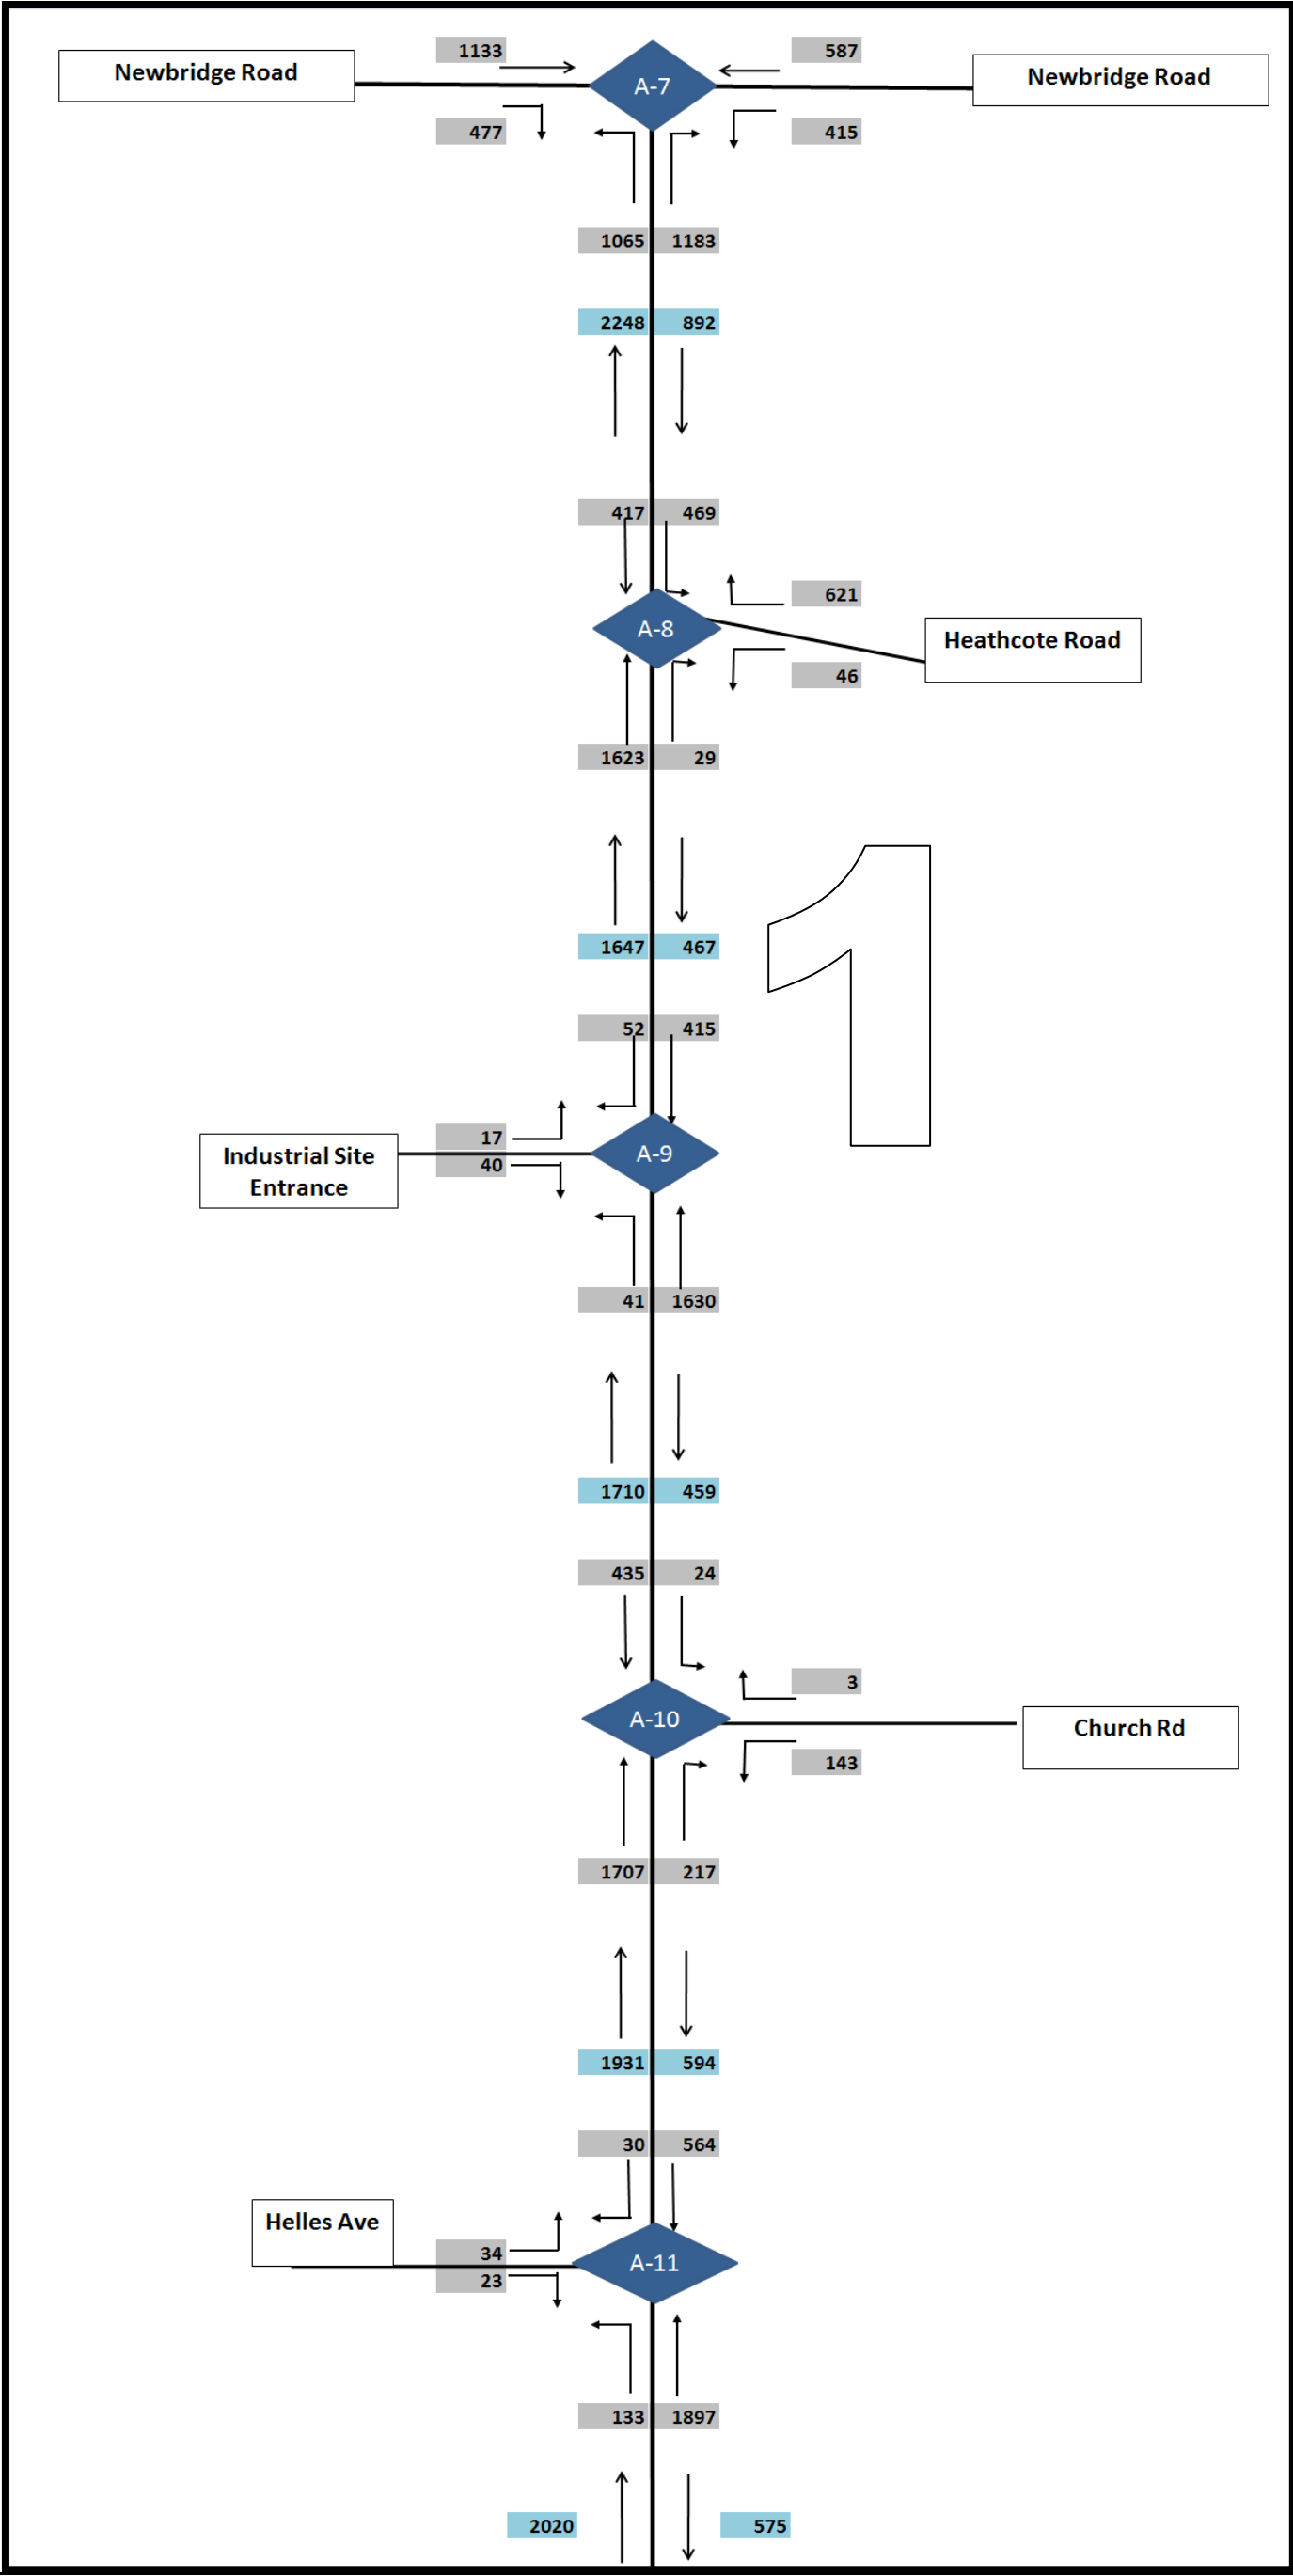 1133
587
Newbridge Road
A-7
Newbridge Road
477
415
1065 1183
2248 892
417 469
621
A-8
Heathcote Road
46
1623 29
1
1647 467
52 415
17
Industrial Site
Entrance
A-9
40
41 1630
1710 459
435 24
3
A-10
Church Rd
143
1707 217
1931 594
30 564
Helles Ave
34
A-11
23
133 1897
2020 575